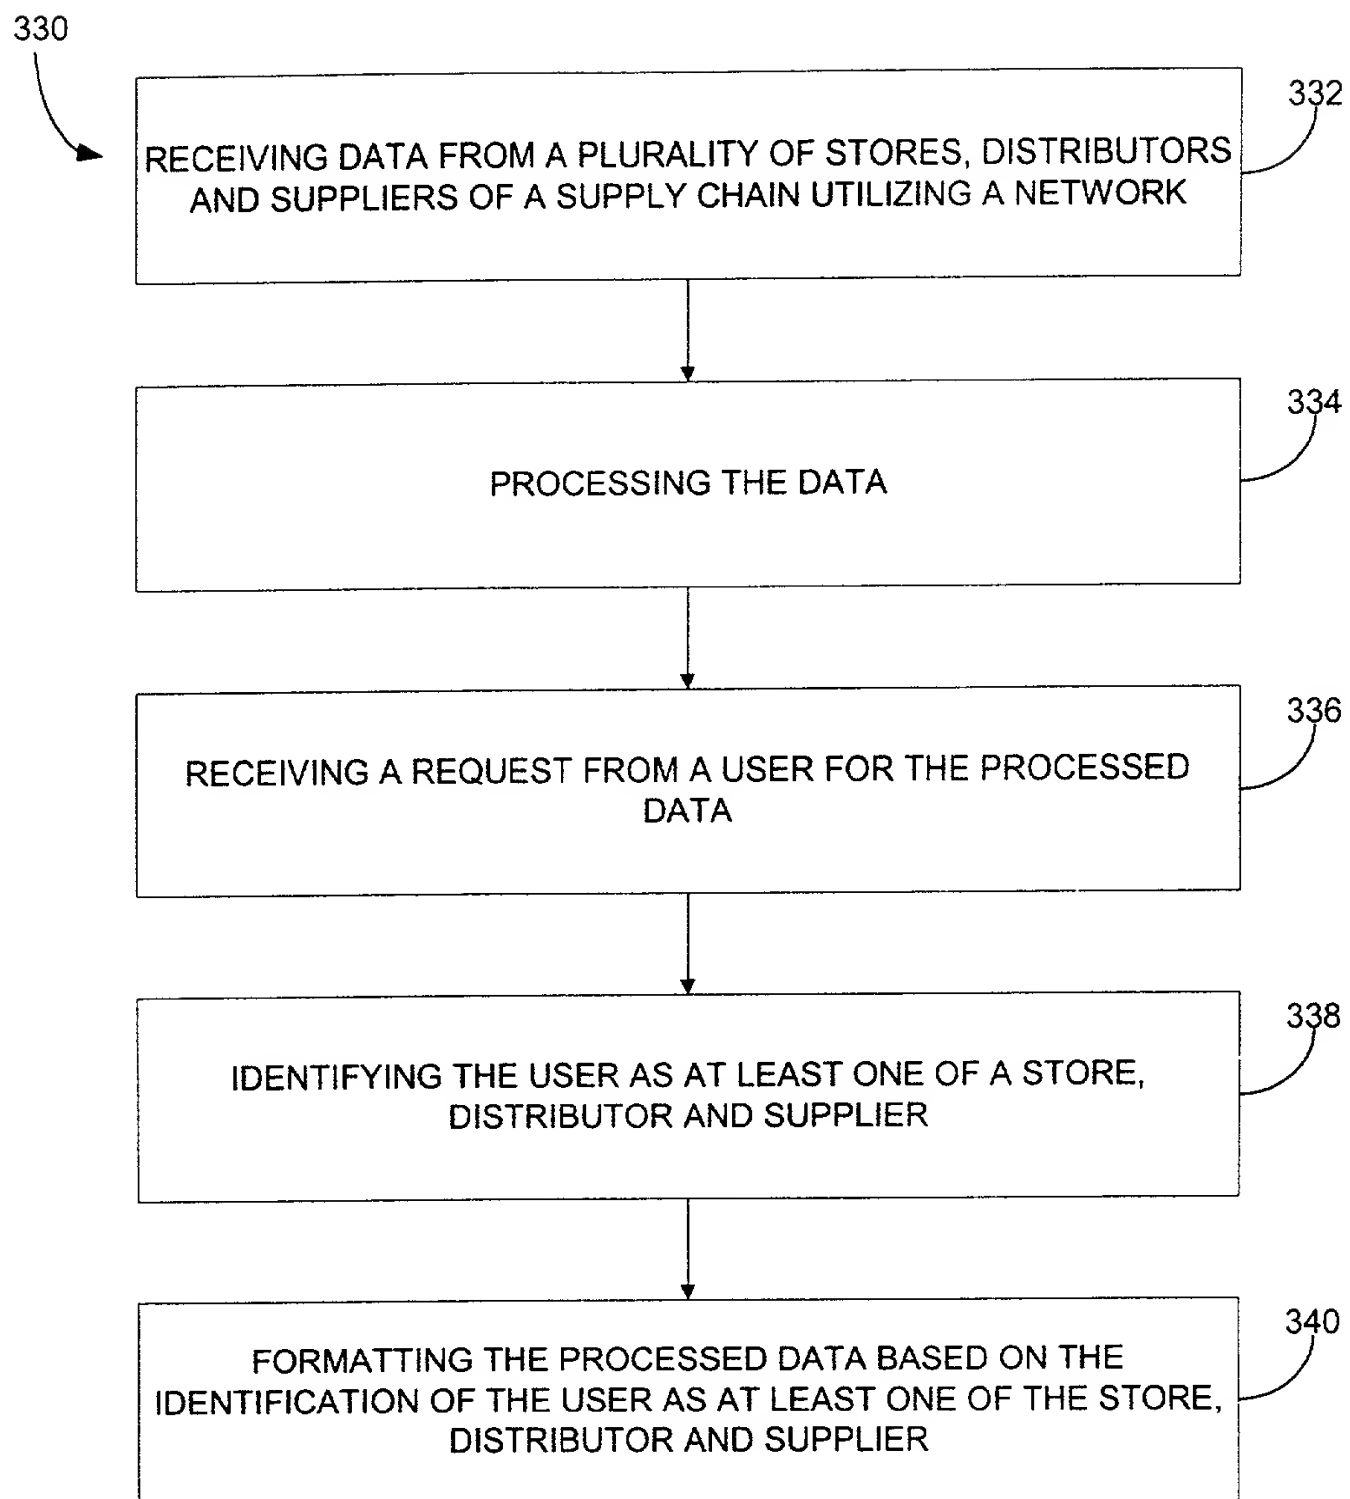 330
332
RECEIVING DATA FROM A PLURALITY OF STORES, DISTRIBUTORS
AND SUPPLIERS OF A SUPPLY CHAIN UTILIZING A NETWORK
334
PROCESSING THE DATA
336
RECEIVING A REQUEST FROM A USER FOR THE PROCESSED
DATA
338
IDENTIFYING THE USER AS AT LEAST ONE OF A STORE,
DISTRIBUTOR AND SUPPLIER
340
FORMATTING THE PROCESSED DATA BASED ON THE
IDENTIFICATION OF THE USER AS AT LEAST ONE OF THE STORE,
DISTRIBUTOR AND SUPPLIER